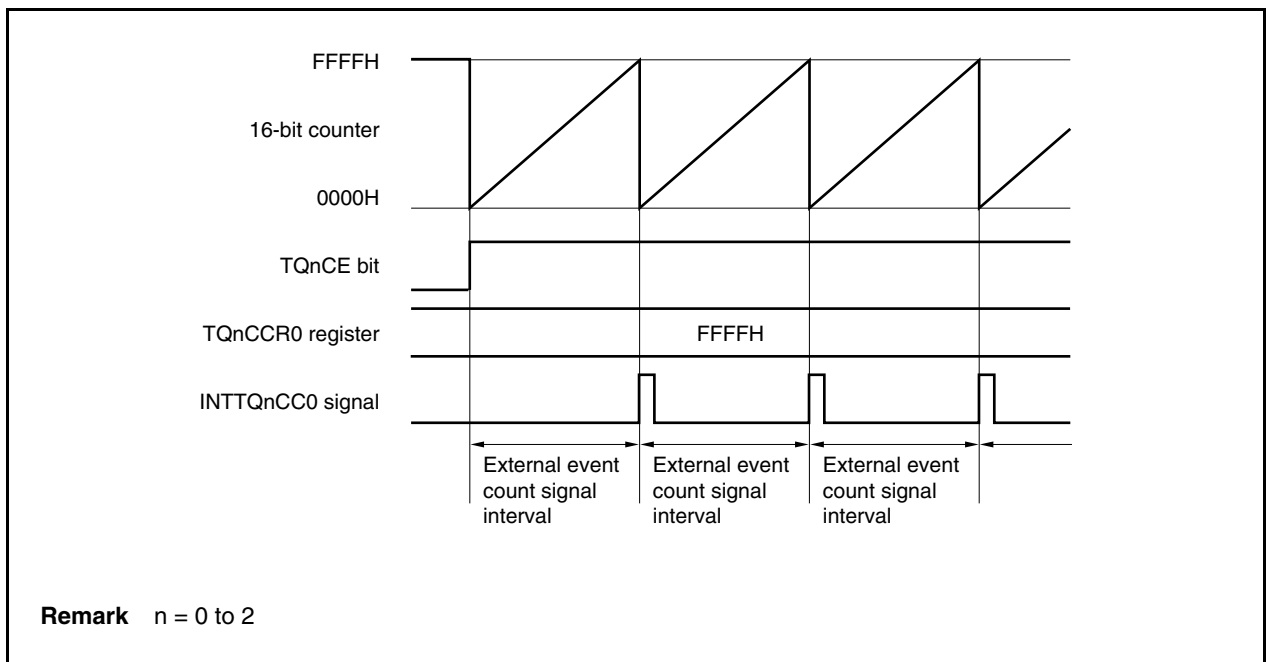 FFFFH
16-bit counter
0000H
TQnCE bit
TQnCCR0 register
FFFFH
INTTQnCC0 signal
External event
count signal
interval
External event
count signal
interval
External event
count signal
interval
Remark n = 0 to 2